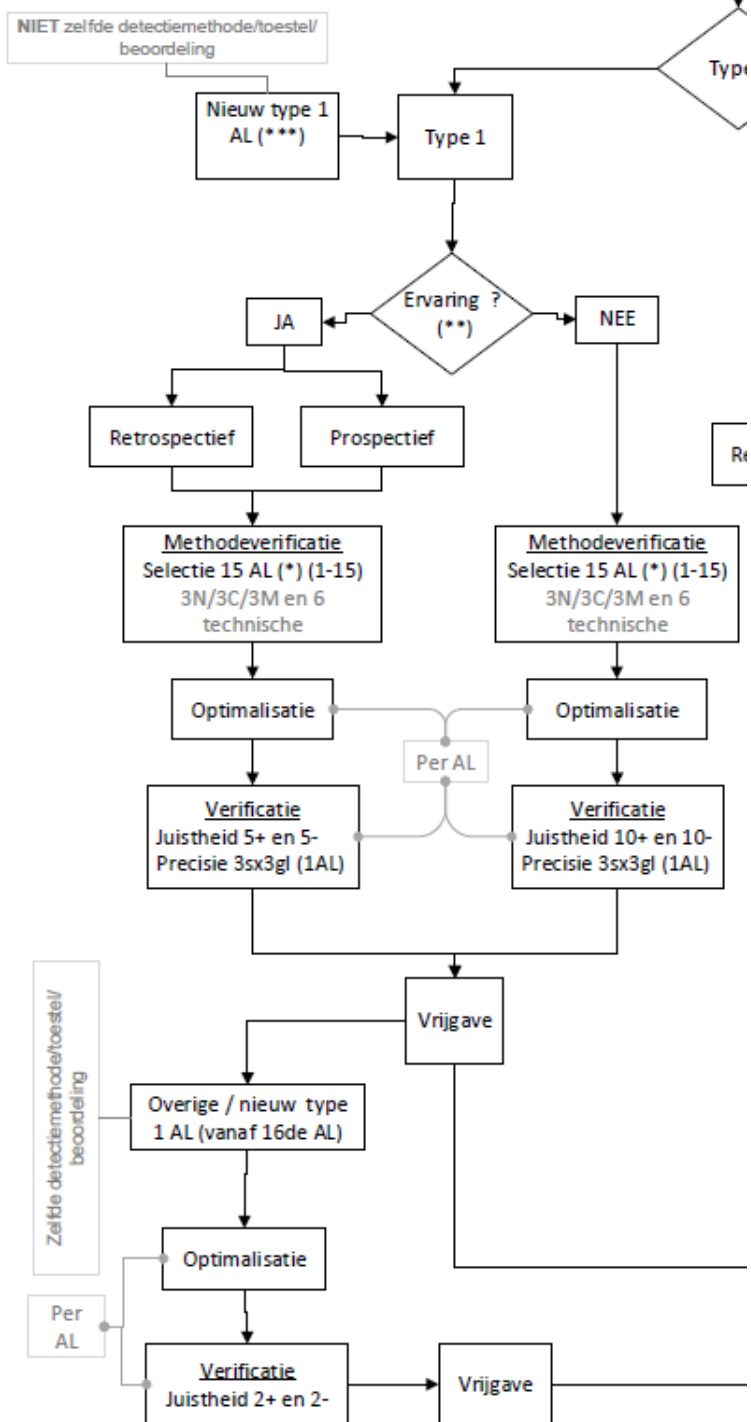 NIET zelfde detectiemethode/toestel/
beoordeling
Type
Nieuw type 1
AL (***)
Type 1
Ervaring ?
(**)
JA
NEE
Retrospectief
Prospectief
Re
Methodeverificatie
Selectie 15 AL (*) (1-15)
3N/3C/3M en 6
technische
Methodeverificatie
Selectie 15 AL (*) (1-15)
3N/3C/3M en 6
technische
Optimalisatie
Optimalisatie
Per AL
Verificatie
Juistheid 5+ en 5-
Precisie 3sx3gl (1AL)
Verificatie
Juistheid 10+ en 10-
Precisie 3sx3gl (1AL)
Vrijgave
Zelfde detectiemethode/toestel/
beoordeling
Overige / nieuw type
1 AL (vanaf 16de AL)
Optimalisatie
Per
AL
Verificatie
Juistheid 2+ en 2-
Vrijgave